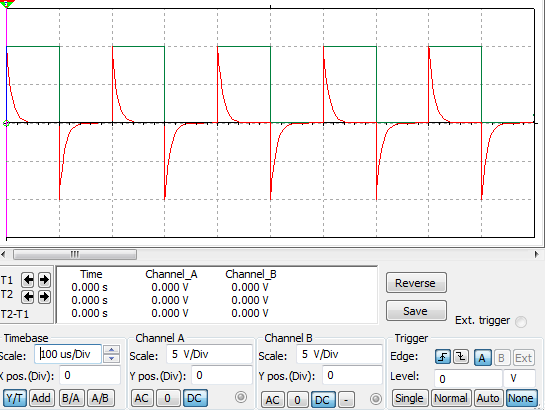 Time Channel_A Channel_B
T1 0.000 s 0.000 V 0.000 V
T2 0.000 s 0.000 V 0.000 V
T2-T1 0.000 s 0.000 V 0.000 V
Reverse
Save
Ext. trigger
Timebase
Scale: 100 us/Div
X pos.(Div): 0
Y/T Add B/A A/B
Channel A
Scale: 5 V/Div
Y pos.(Div): 0
AC 0 DC
Channel B
Scale: 5 V/Div
Y pos.(Div): 0
AC 0 DC -
Trigger
Edge: A B Ext
Level: 0 V
Single Normal Auto None